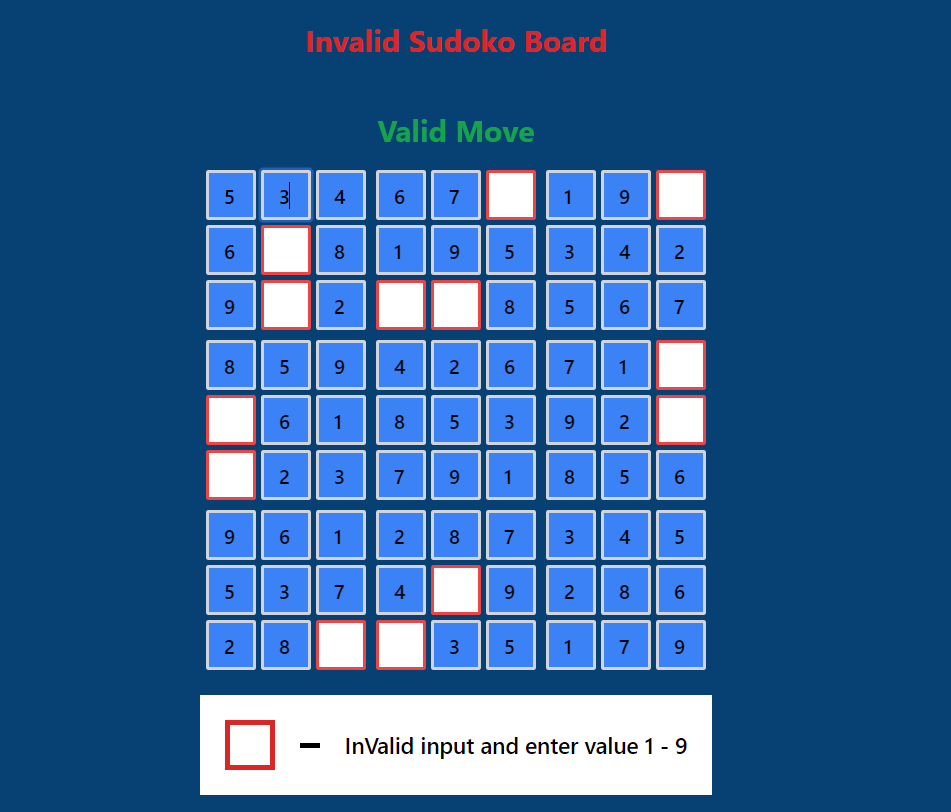 Invalid Sudoko Board
Valid Move
5 3 4 6 7 1 9
6 8 1 9 5 3 4 2
9 2 8 5 6 7
8 5 9 4 2 6 7 1
6 1 8 5 3 9 2
2 3 7 9 1 8 5 6
9 6 1 2 8 7 3 4 5
5 3 7 4 9 2 8 6
2 8 3 5 1 7 9
InValid input and enter value 1 - 9